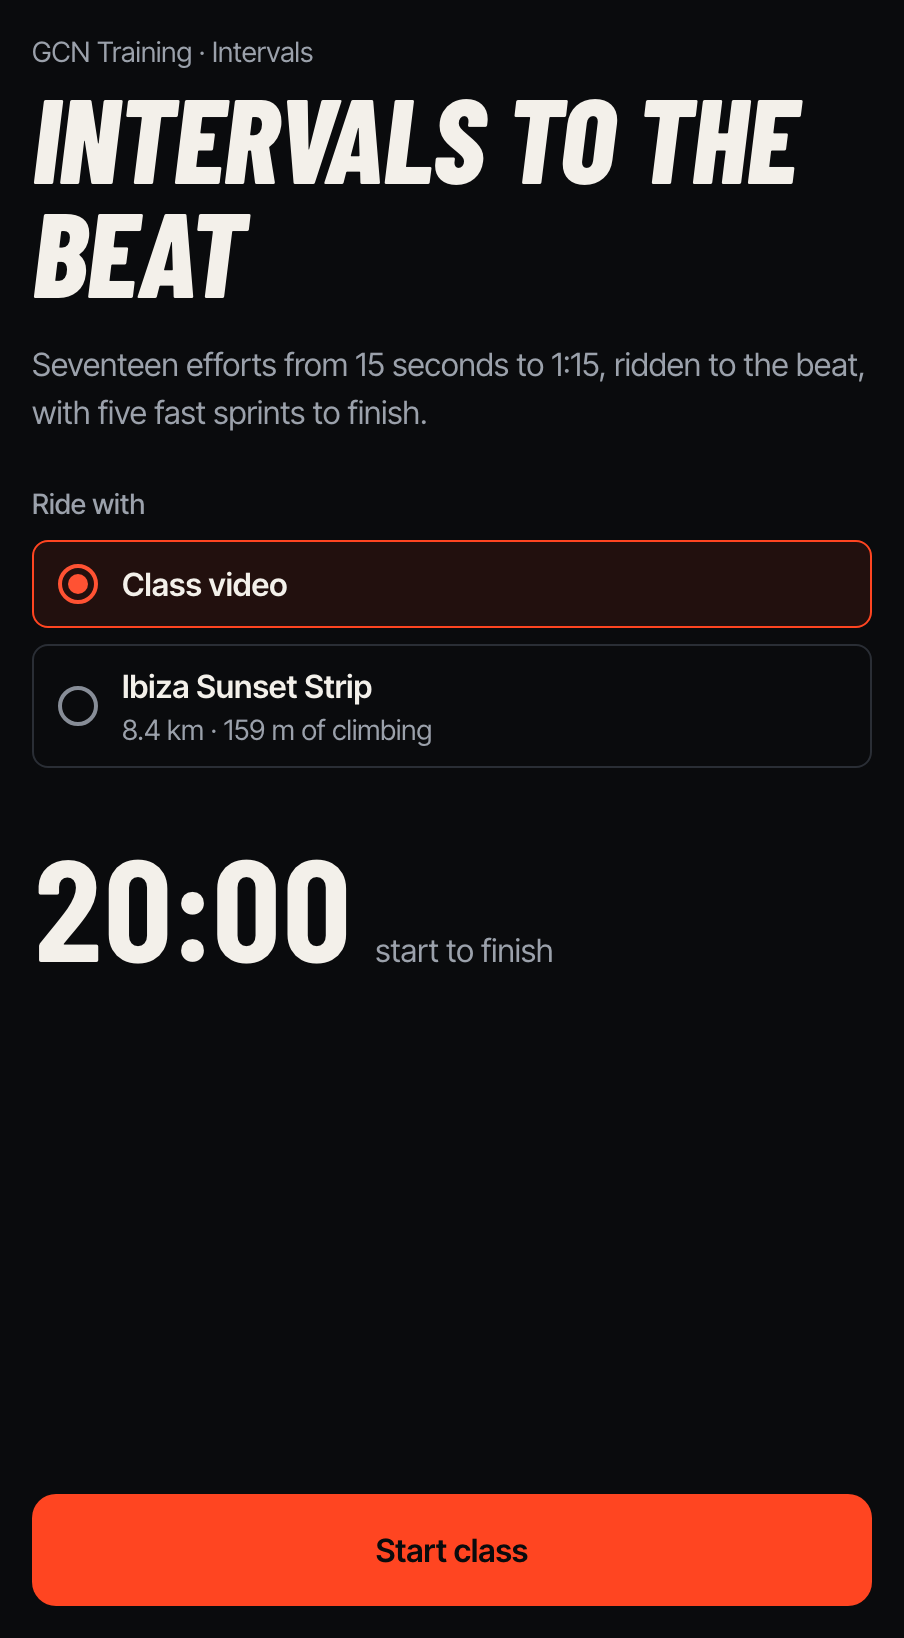 GCN Training · Intervals
INTERVALS TO THE
BEAT
Seventeen efforts from 15 seconds to 1:15, ridden to the beat,
with five fast sprints to finish.
Ride with
Class video
Ibiza Sunset Strip
8.4 km · 159 m of climbing
20:00 start to finish
Start class